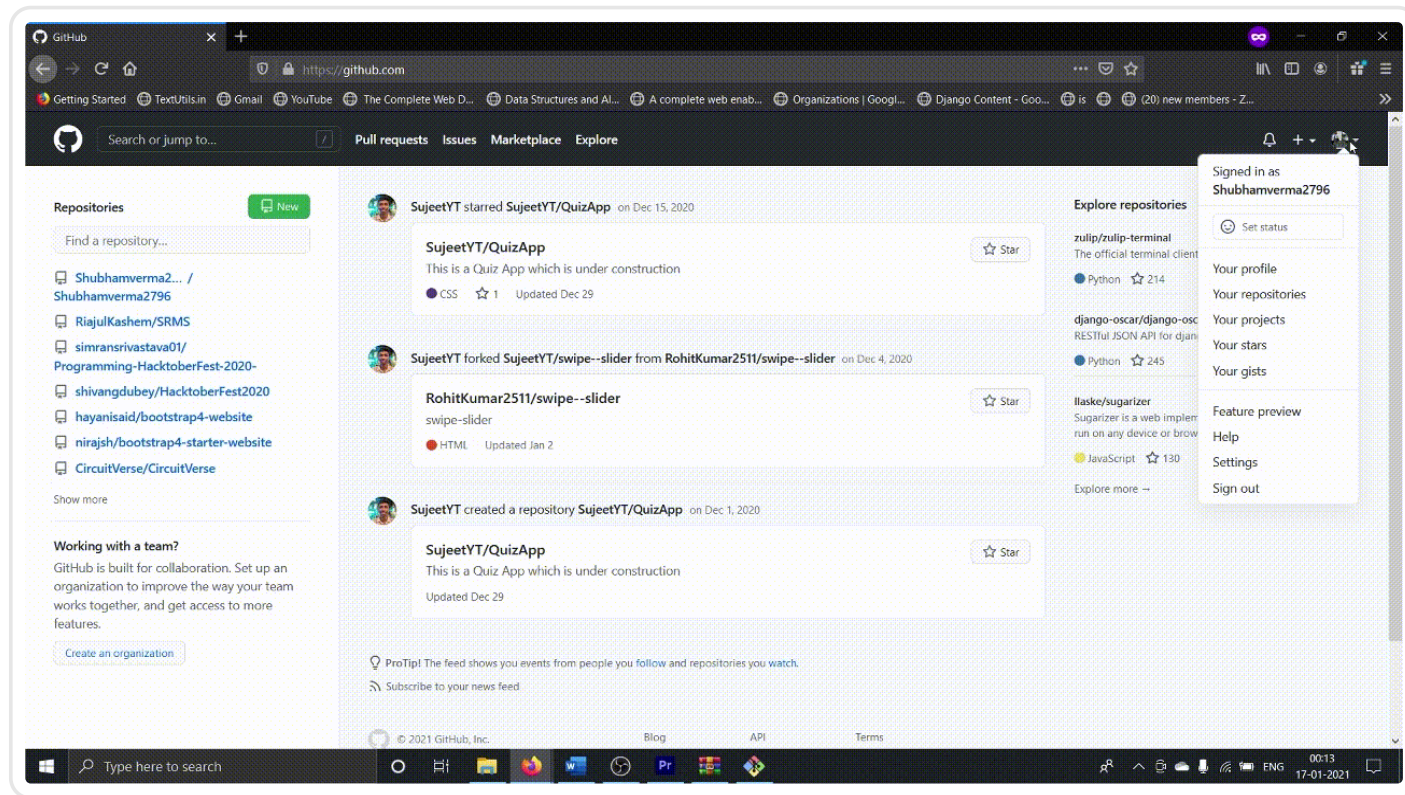 GitHub
https://github.com
Getting Started TextUtils.in Gmail YouTube The Complete Web D... Data Structures and Al... A complete web enab... Organizations | Googl... Django Content - Goo... is (20) new members - Z...
Search or jump to... /
Pull requests Issues Marketplace Explore
Repositories
New
Find a repository...
Shubhamverma2... /
Shubhamverma2796
RiajulKashem/SRMS
simransrivastava01/
Programming-HacktoberFest-2020-
shivangdubey/HacktoberFest2020
hayanisaid/bootstrap4-website
nirajsh/bootstrap4-starter-website
CircuitVerse/CircuitVerse
Show more
Working with a team?
GitHub is built for collaboration. Set up an
organization to improve the way your team
works together, and get access to more
features.
Create an organization
SujeetYT starred SujeetYT/QuizApp on Dec 15, 2020
SujeetYT/QuizApp
Star
This is a Quiz App which is under construction
CSS 1 Updated Dec 29
SujeetYT forked SujeetYT/swipe--slider from RohitKumar2511/swipe--slider on Dec 4, 2020
RohitKumar2511/swipe--slider
Star
swipe-slider
HTML Updated Jan 2
SujeetYT created a repository SujeetYT/QuizApp on Dec 1, 2020
SujeetYT/QuizApp
Star
This is a Quiz App which is under construction
Updated Dec 29
ProTip! The feed shows you events from people you follow and repositories you watch.
Subscribe to your news feed
© 2021 GitHub, Inc. Blog API Terms
Explore repositories
zulip/zulip-terminal
The official terminal client
Python 214
django-oscar/django-osc
RESTful JSON API for djan
Python 245
llaske/sugarizer
Sugarizer is a web implem
run on any device or brow
JavaScript 130
Explore more →
Signed in as
Shubhamverma2796
Set status
Your profile
Your repositories
Your projects
Your stars
Your gists
Feature preview
Help
Settings
Sign out
Type here to search
W
Pr
ENG
00:13
17-01-2021